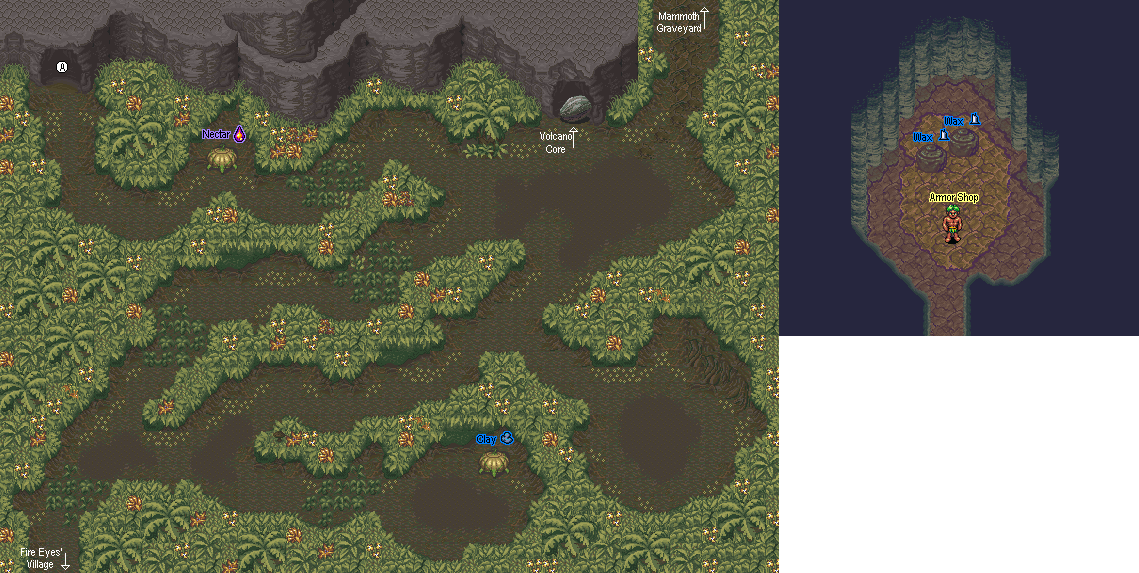 Mammoth
Graveyard
A
Nectar
Volcano
Core
Wax
Wax
Armor Shop
Clay
Fire Eyes'
Village